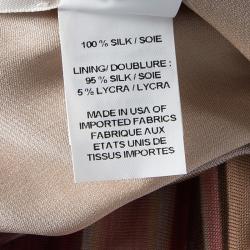 100 % SILK / SOIE
LINING/ DOUBLURE :
95 % SILK / SOIE
5 % LYCRA / LYCRA
MADE IN USA OF
IMPORTED FABRICS
FABRIQUE AUX
ETATS UNIS DE
TISSUS IMPORTES